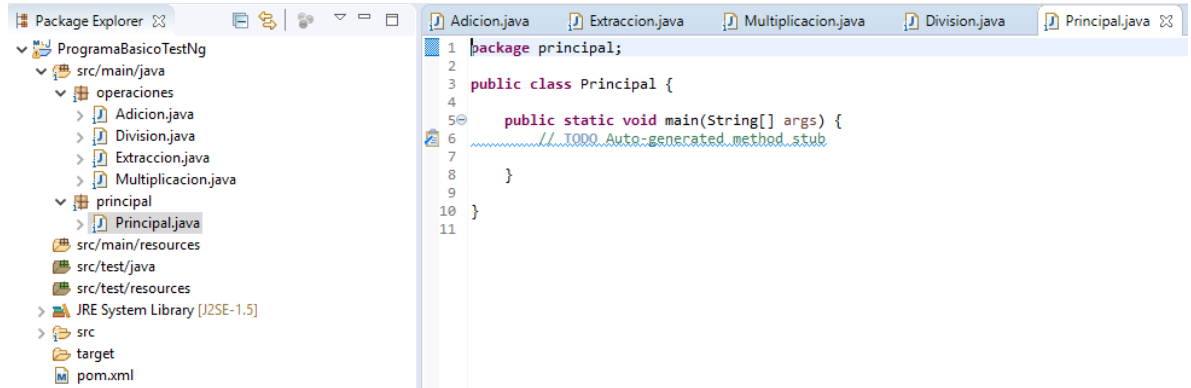 Package Explorer
ProgramaBasicoTestNg
src/main/java
operaciones
Adicion.java
Division.java
Extraccion.java
Multiplicacion.java
principal
Principal.java
src/main/resources
src/test/java
src/test/resources
JRE System Library [J2SE-1.5]
src
target
pom.xml
Adicion.java Extraccion.java Multiplicacion.java Division.java Principal.java
1 package principal;
2
3 public class Principal {
4
5 public static void main(String[] args) {
6 // TODO Auto-generated method stub
7
8 }
9
10 }
11